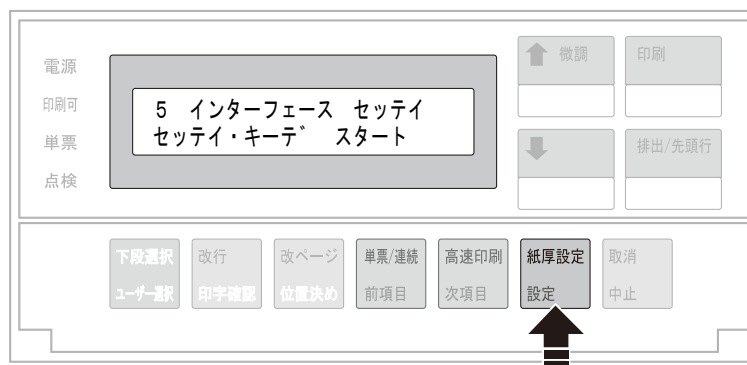 電源
印刷可
単票
点検
5 インターフェース セッテイ
セッテイ・キーデ゛ スタート
微調
印刷
排出/先頭行
下段選択
ユーザー選択
改行
印字確認
改ページ
位置決め
単票/連続
前項目
高速印刷
次項目
紙厚設定
設定
取消
中止